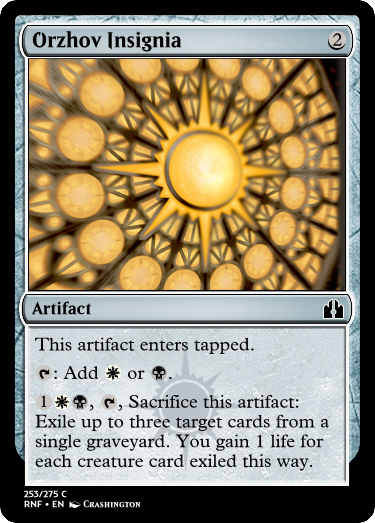 Orzhov Insignia 2
Artifact
This artifact enters tapped.
: Add or .
1 , , Sacrifice this artifact:
Exile up to three target cards from a
single graveyard. You gain 1 life for
each creature card exiled this way.
253/275 C
RNF • EN Crashington